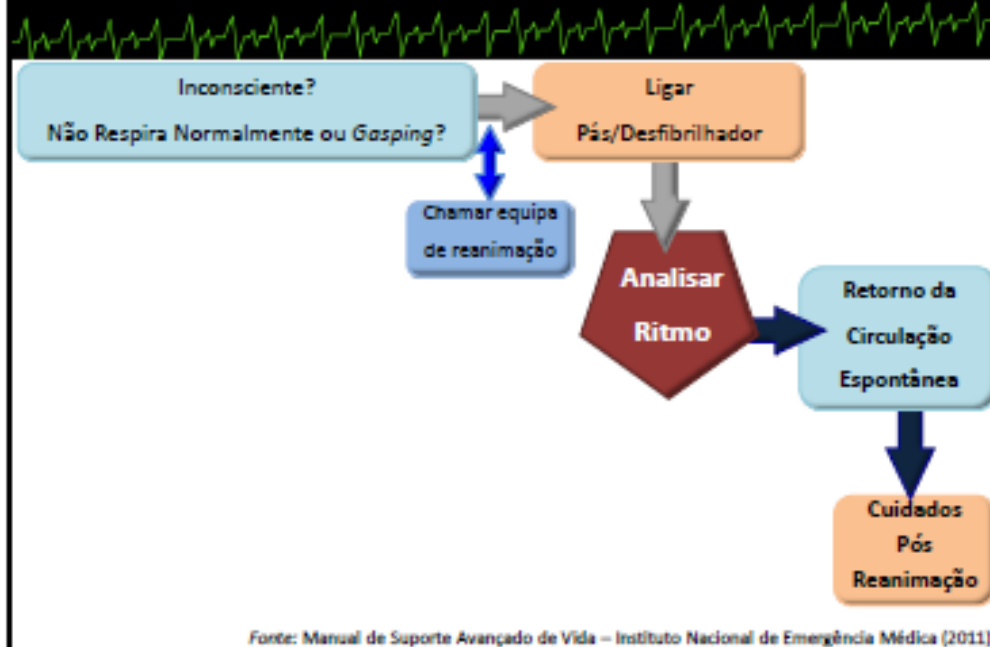 Inconsciente?
Não Respira Normalmente ou Gasping?
Ligar
Pás/Desfibrilhador
Chamar equipa
de reanimação
Analisar
Ritmo
Retorno da
Circulação
Espontânea
Cuidados
Pós
Reanimação
Fonte: Manual de Suporte Avançado de Vida – Instituto Nacional de Emergência Médica (2011)